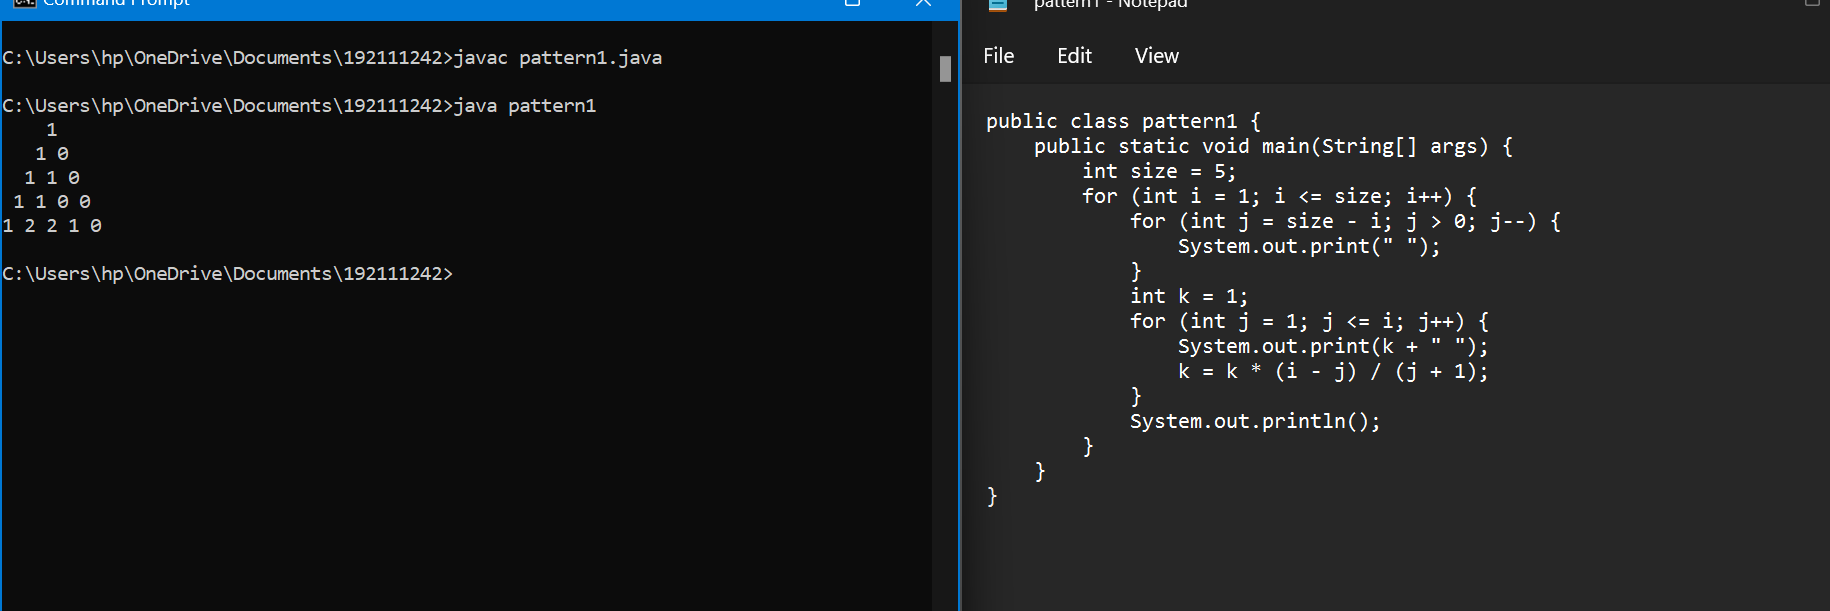 Command Prompt
C:\Users\hp\OneDrive\Documents\192111242>javac pattern1.java
C:\Users\hp\OneDrive\Documents\192111242>java pattern1
    1
   1 0
  1 1 0
 1 1 0 0
1 2 2 1 0
C:\Users\hp\OneDrive\Documents\192111242>
pattern1 - Notepad
File Edit View
public class pattern1 {
    public static void main(String[] args) {
        int size = 5;
        for (int i = 1; i <= size; i++) {
            for (int j = size - i; j > 0; j--) {
                System.out.print(" ");
            }
            int k = 1;
            for (int j = 1; j <= i; j++) {
                System.out.print(k + " ");
                k = k * (i - j) / (j + 1);
            }
            System.out.println();
        }
    }
}